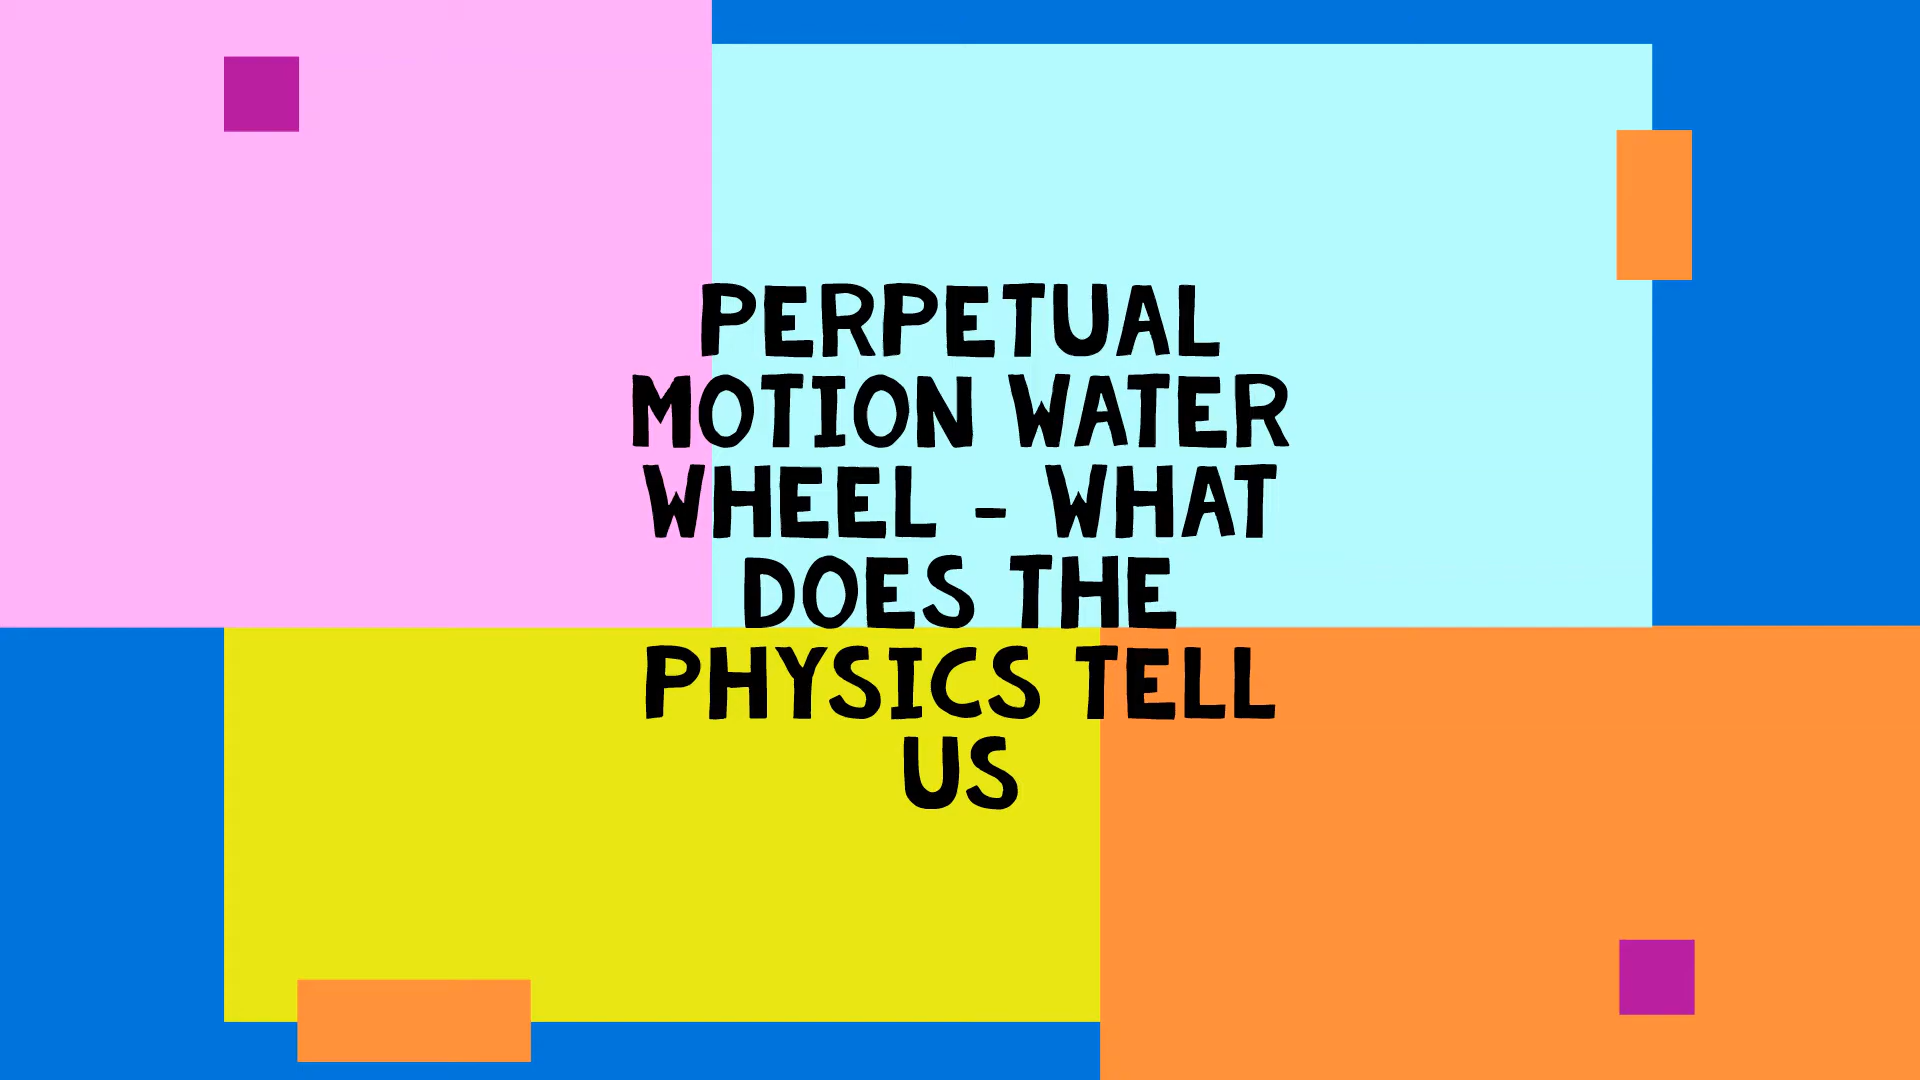 PERPETUAL
MOTION WATER
WHEEL - WHAT
DOES THE
PHYSICS TELL
US